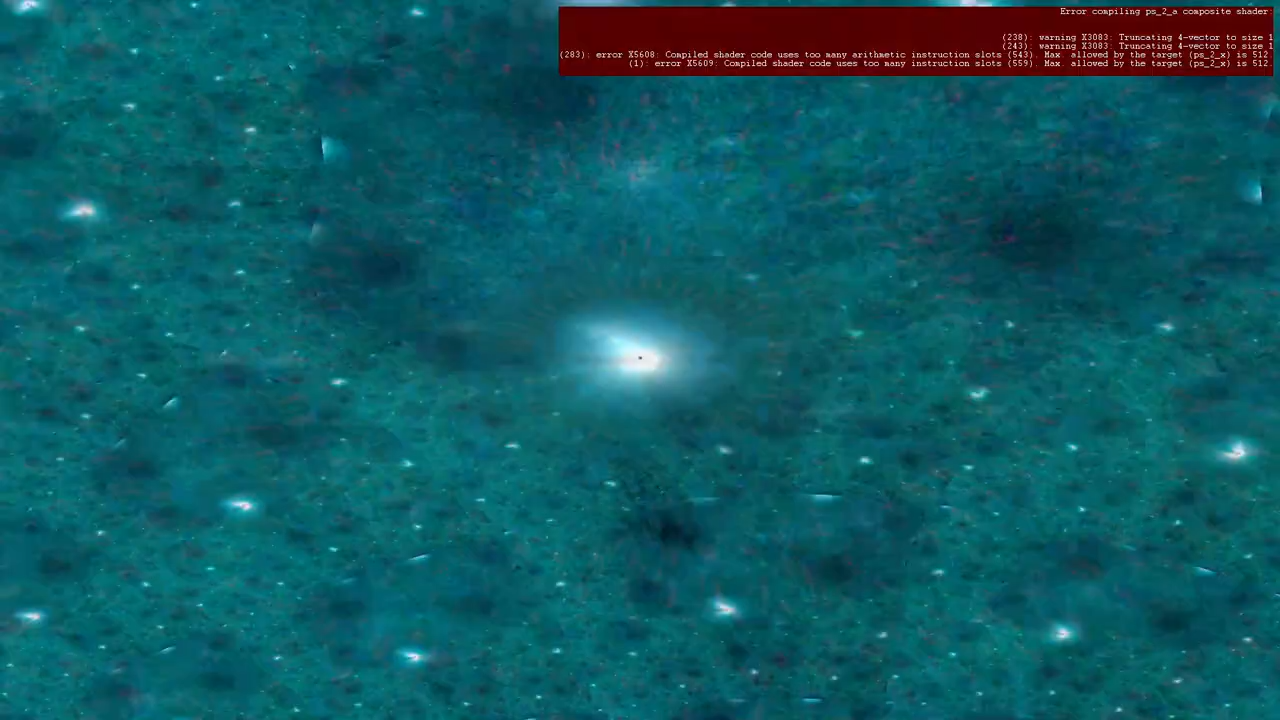 Error compiling ps_2_a composite shader:
(238): warning X3083: Truncating 4-vector to size 1
(243): warning X3083: Truncating 4-vector to size 1
(283): error X5608: Compiled shader code uses too many arithmetic instruction slots (543). Max. allowed by the target (ps_2_x) is 512.
(1): error X5609: Compiled shader code uses too many instruction slots (559). Max. allowed by the target (ps_2_x) is 512.